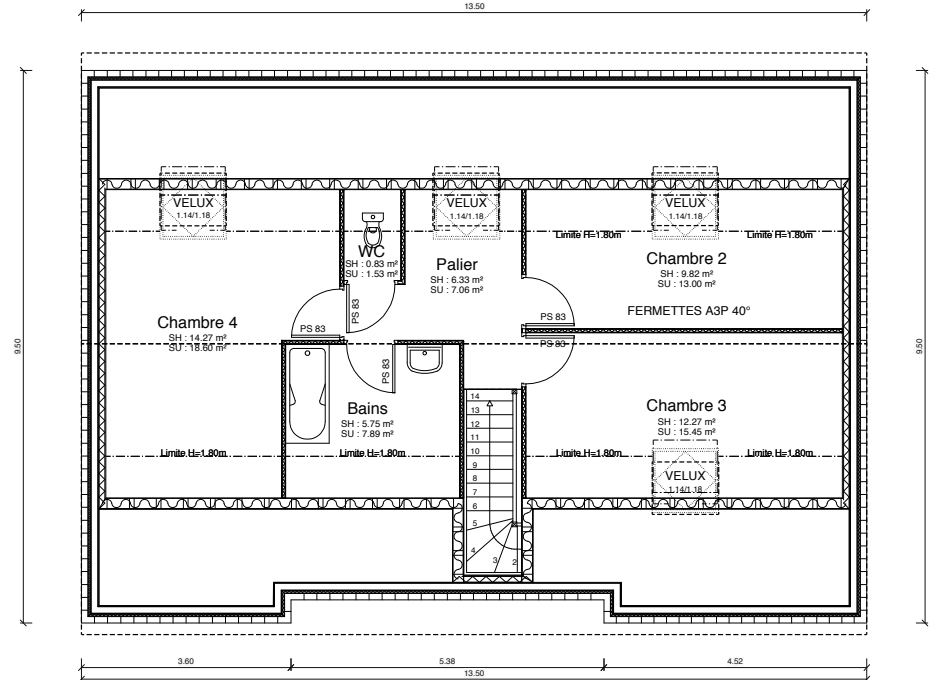 13.50
9.50
9.50
VELUX
1.14/1.18
VELUX
1.14/1.18
VELUX
1.14/1.18
Limite H=1.80m
Limite H=1.80m
WC
SH : 0.83 m²
SU : 1.53 m²
Palier
SH : 6.33 m²
SU : 7.06 m²
Chambre 2
SH : 9.82 m²
SU : 13.00 m²
FERMETTES A3P 40°
PS 83
PS 83
PS 83
PS 83
PS 83
Chambre 4
SH : 14.27 m²
SU : 18.60 m²
Bains
SH : 5.75 m²
SU : 7.89 m²
Chambre 3
SH : 12.27 m²
SU : 15.45 m²
Limite H=1.80m
Limite H=1.80m
Limite H=1.80m
Limite H=1.80m
VELUX
1.14/1.18
14
13
12
11
10
9
8
7
6
5
4
3
2
3.60
5.38
4.52
13.50